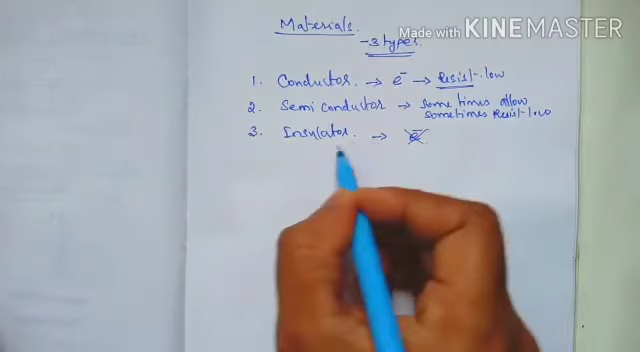 Materials.
Made with KINEMASTER
- 3 types.
1. Conductor. → e⁻ → Resist- low
2. Semi conductor → Some times allow
sometimes Resist- low
3. Insulator. → e⁻